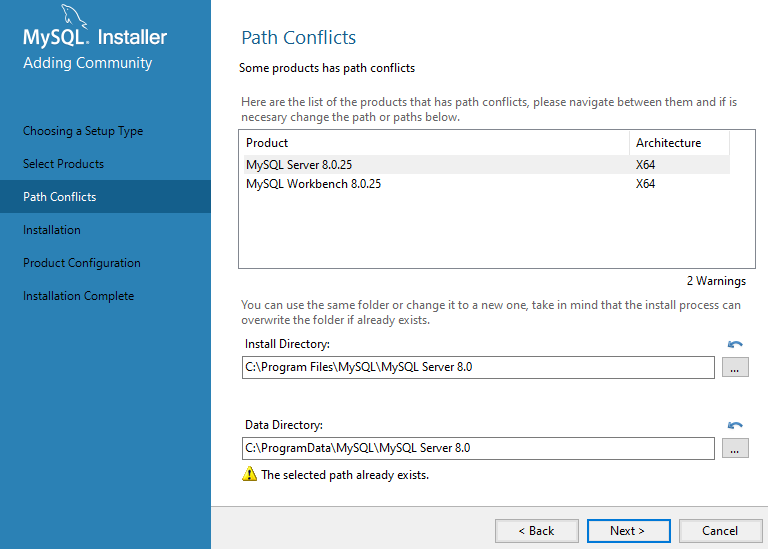 MySQL. Installer
Adding Community
Choosing a Setup Type
Select Products
Path Conflicts
Installation
Product Configuration
Installation Complete
Path Conflicts
Some products has path conflicts
Here are the list of the products that has path conflicts, please navigate between them and if is
necesary change the path or paths below.
Product Architecture
MySQL Server 8.0.25 X64
MySQL Workbench 8.0.25 X64
2 Warnings
You can use the same folder or change it to a new one, take in mind that the install process can
overwrite the folder if already exists.
Install Directory:
C:\Program Files\MySQL\MySQL Server 8.0
...
Data Directory:
C:\ProgramData\MySQL\MySQL Server 8.0
...
The selected path already exists.
< Back Next > Cancel